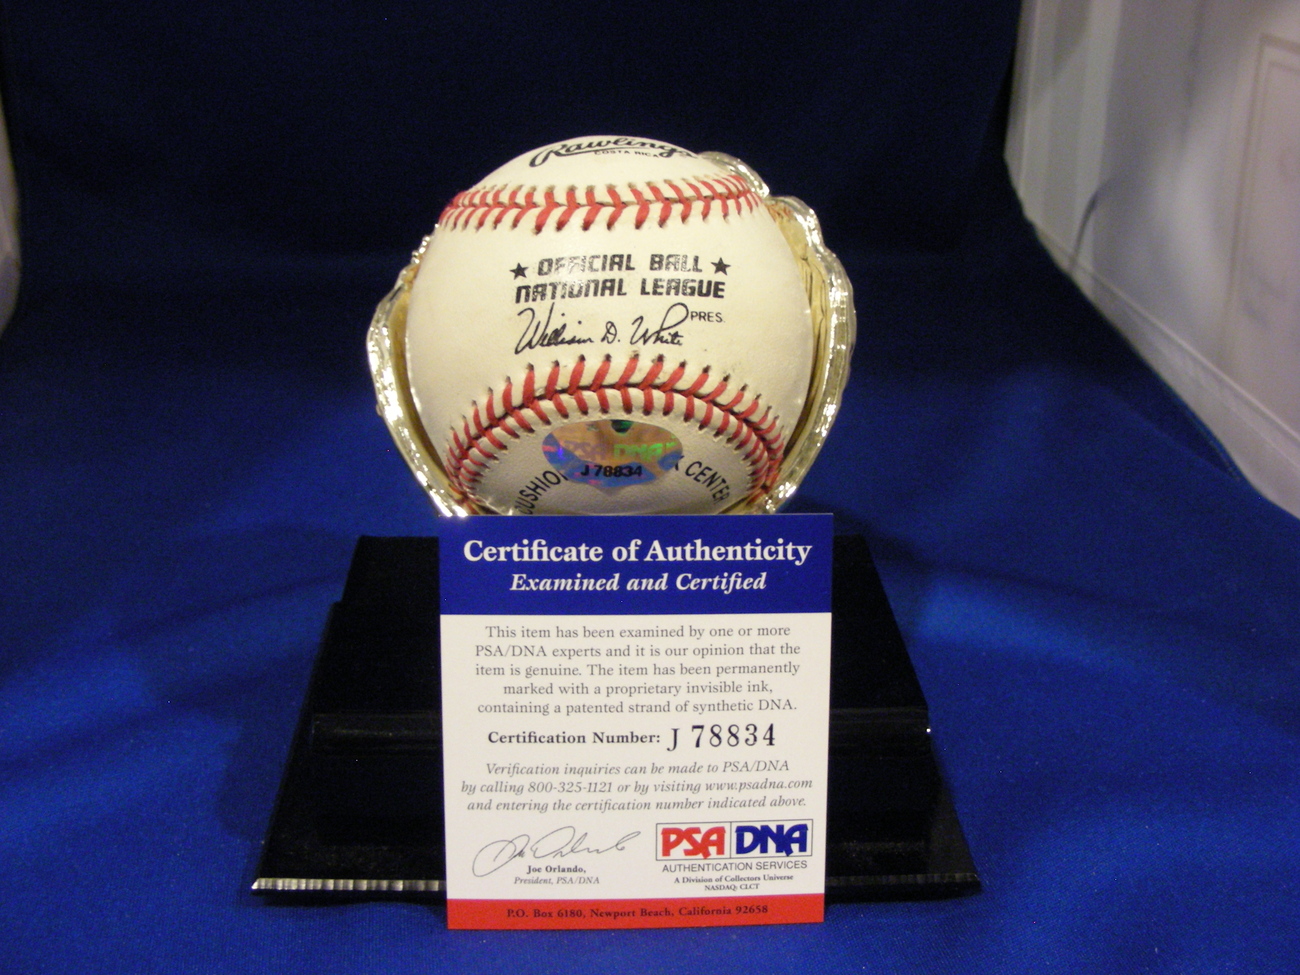 Rawlings
COSTA RICA
★ OFFICIAL BALL ★
NATIONAL LEAGUE
William D. White PRES.
PSA DNA
J 78834
CENTER
Certificate of Authenticity
Examined and Certified
This item has been examined by one or more
PSA/DNA experts and it is our opinion that the
item is genuine. The item has been permanently
marked with a proprietary invisible ink,
containing a patented strand of synthetic DNA.
Certification Number: J 78834
Verification inquiries can be made to PSA/DNA
by calling 800-325-1121 or by visiting www.psadna.com
and entering the certification number indicated above.
Joe Orlando,
President, PSA/DNA
PSA DNA
AUTHENTICATION SERVICES
A Division of Collectors Universe
NASDAQ: CLCT
P.O. Box 6180, Newport Beach, California 92658